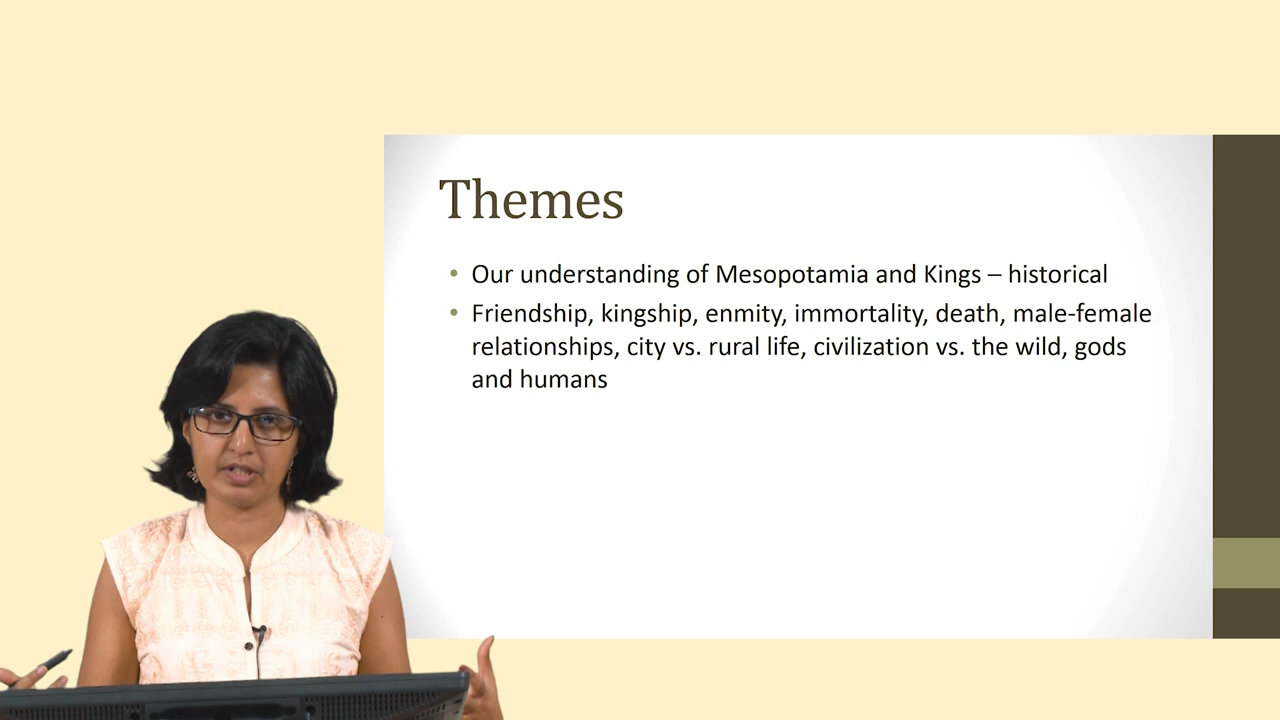 Themes
• Our understanding of Mesopotamia and Kings – historical
• Friendship, kingship, enmity, immortality, death, male-female
relationships, city vs. rural life, civilization vs. the wild, gods
and humans